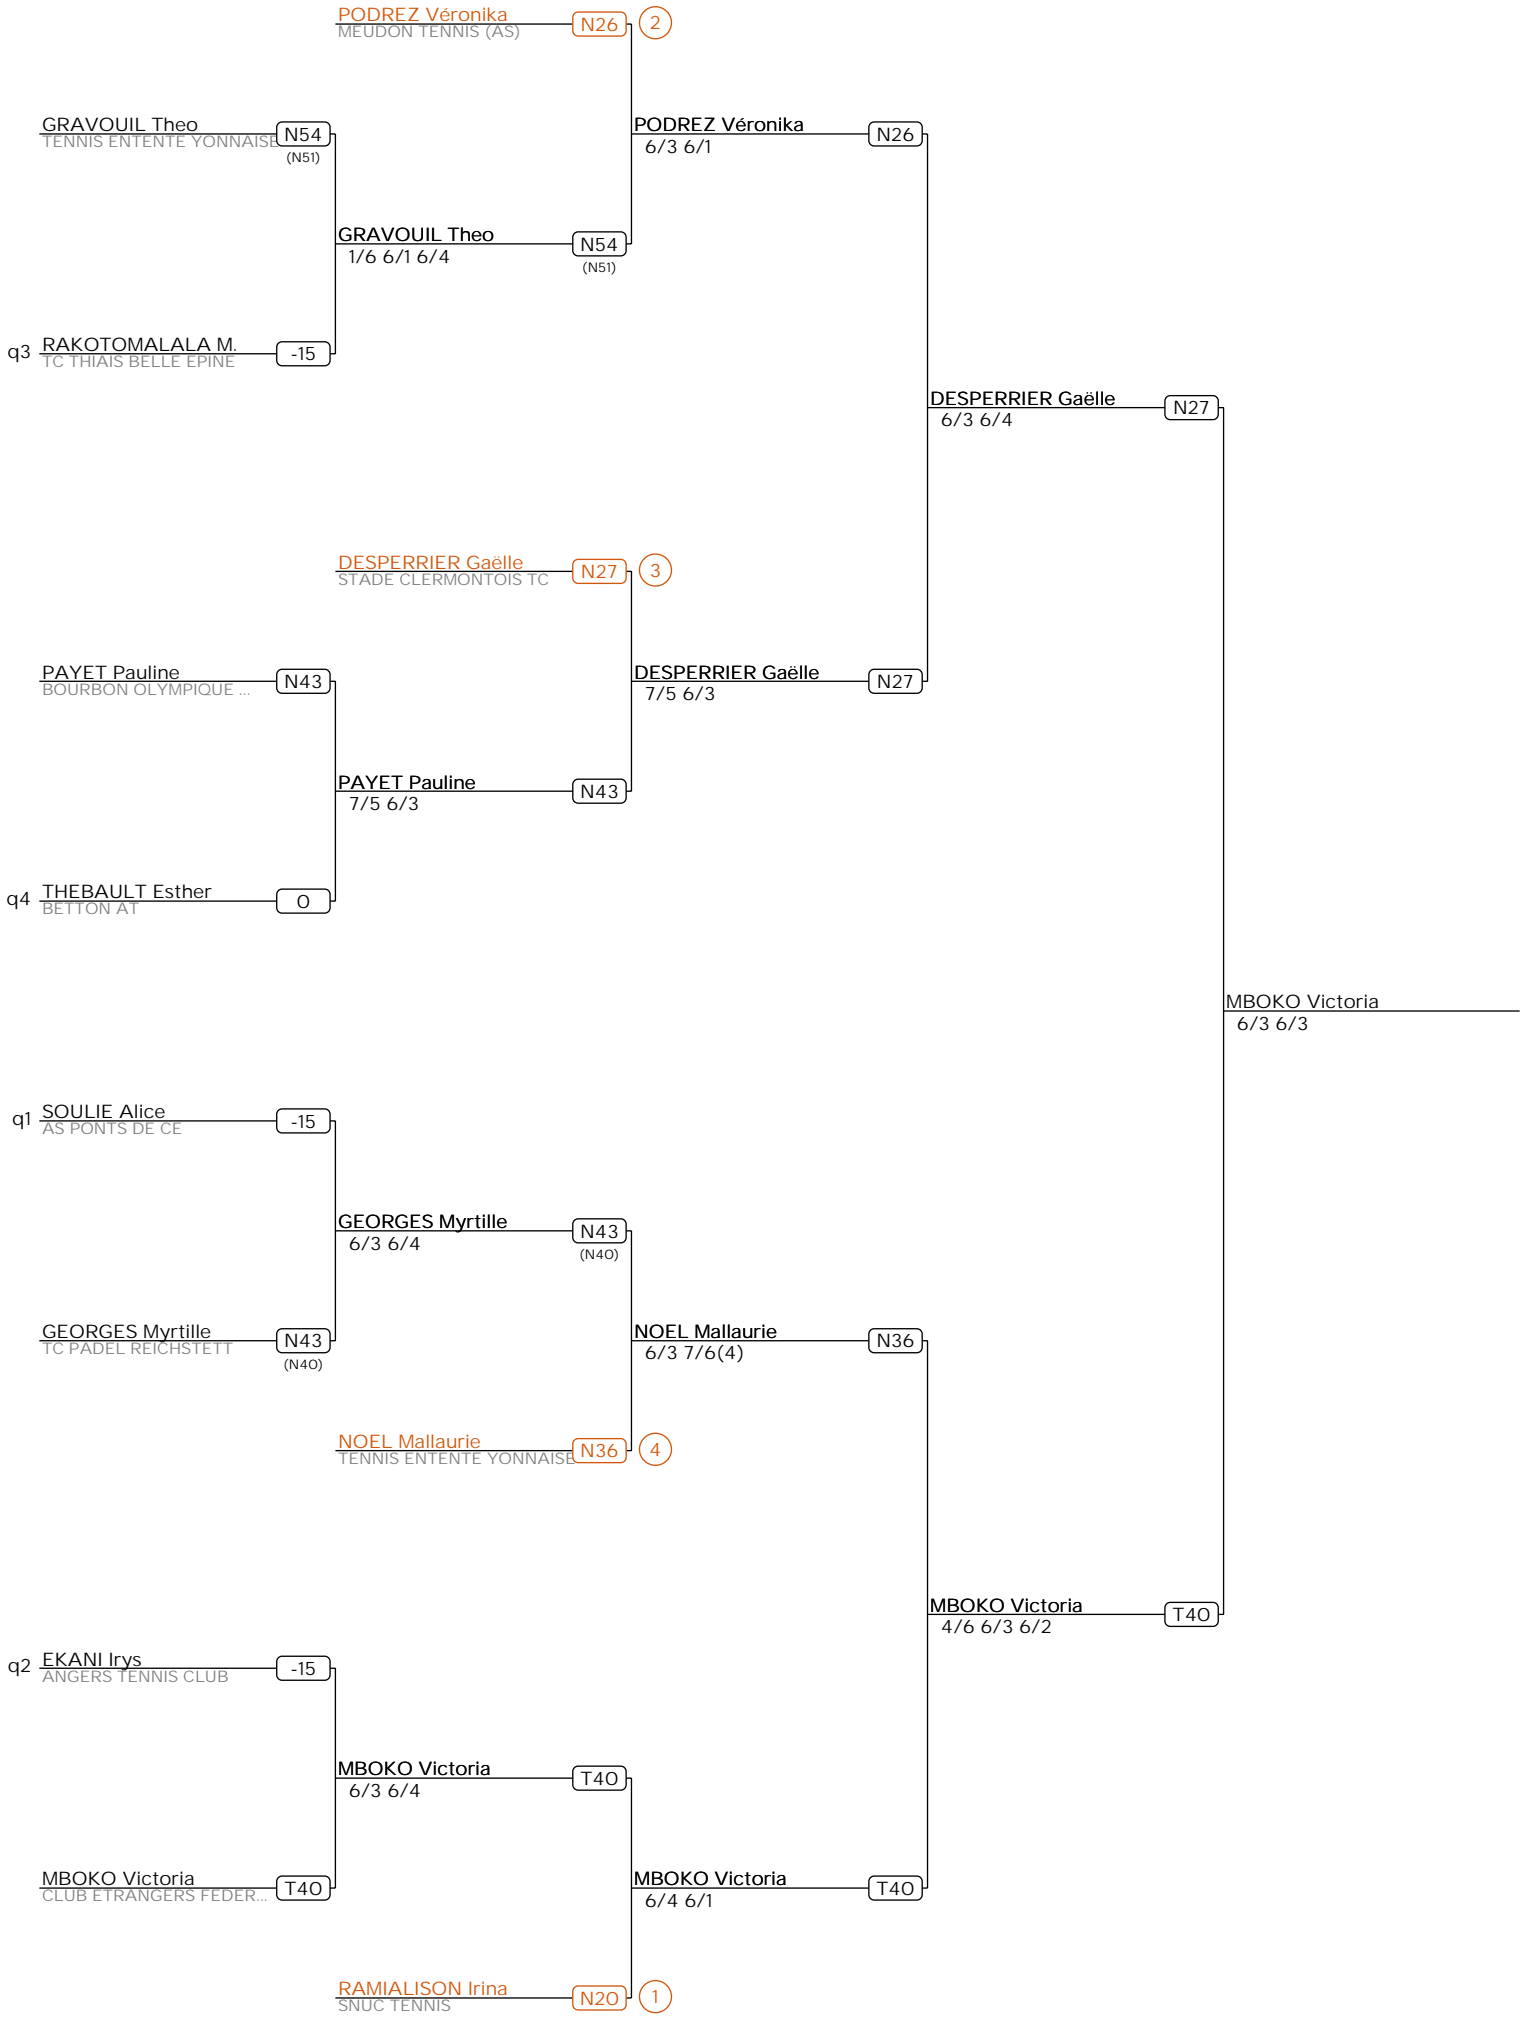 PODREZ Véronika
MEUDON TENNIS (AS)
N26
2
GRAVOUIL Theo
TENNIS ENTENTE YONNAISE
N54
(N51)
PODREZ Véronika
6/3 6/1
N26
GRAVOUIL Theo
1/6 6/1 6/4
N54
(N51)
q3
RAKOTOMALALA M.
TC THIAIS BELLE EPINE
-15
DESPERRIER Gaëlle
6/3 6/4
N27
DESPERRIER Gaëlle
STADE CLERMONTOIS TC
N27
3
PAYET Pauline
BOURBON OLYMPIQUE ...
N43
DESPERRIER Gaëlle
7/5 6/3
N27
PAYET Pauline
7/5 6/3
N43
q4
THEBAULT Esther
BETTON AT
0
MBOKO Victoria
6/3 6/3
q1
SOULIE Alice
AS PONTS DE CE
-15
GEORGES Myrtille
6/3 6/4
N43
(N40)
GEORGES Myrtille
TC PADEL REICHSTETT
N43
(N40)
NOEL Mallaurie
6/3 7/6(4)
N36
NOEL Mallaurie
TENNIS ENTENTE YONNAISE
N36
4
MBOKO Victoria
4/6 6/3 6/2
T40
q2
EKANI Irys
ANGERS TENNIS CLUB
-15
MBOKO Victoria
6/3 6/4
T40
MBOKO Victoria
CLUB ETRANGERS FEDER...
T40
MBOKO Victoria
6/4 6/1
T40
RAMIALISON Irina
SNUC TENNIS
N20
1